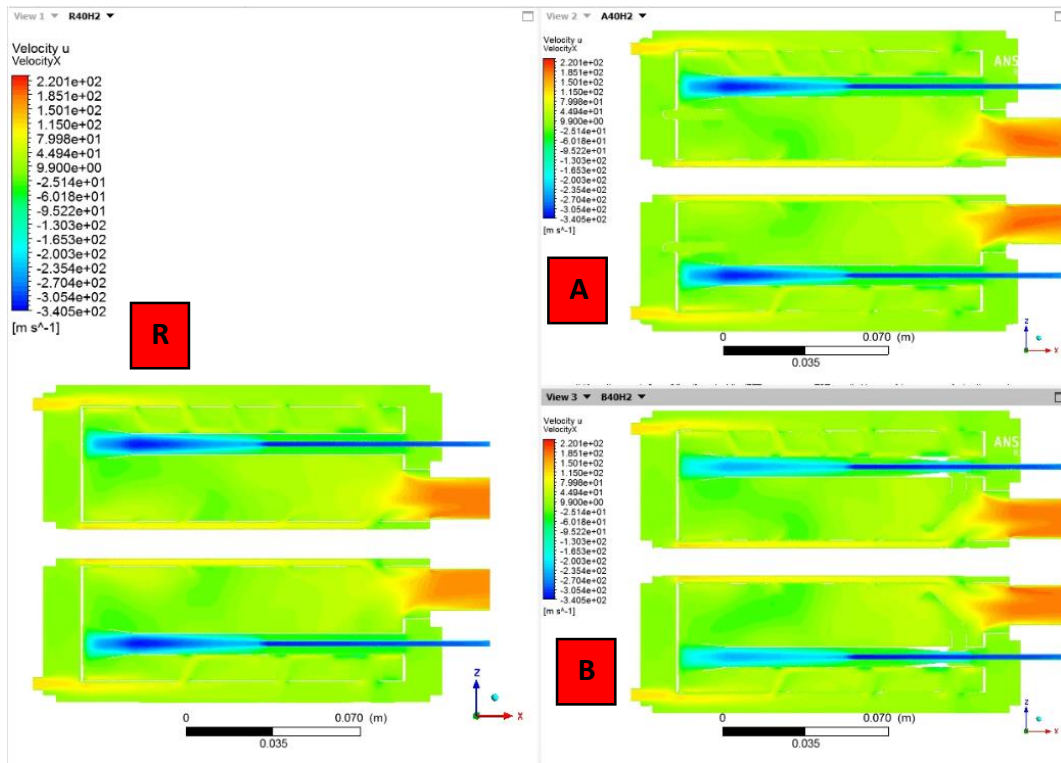 View 1 ▼ R40H2 ▼
Velocity u
VelocityX
2.201e+02
1.851e+02
1.501e+02
1.150e+02
7.998e+01
4.494e+01
9.900e+00
-2.514e+01
-6.018e+01
-9.522e+01
-1.303e+02
-1.653e+02
-2.003e+02
-2.354e+02
-2.704e+02
-3.054e+02
-3.405e+02
[m s^-1]
R
Z
X
0 0.070 (m)
0.035
View 2 ▼ A40H2 ▼
Velocity u
VelocityX
2.201e+02
1.851e+02
1.501e+02
1.150e+02
7.998e+01
4.494e+01
9.900e+00
-2.514e+01
-6.018e+01
-9.522e+01
-1.303e+02
-1.653e+02
-2.003e+02
-2.354e+02
-2.704e+02
-3.054e+02
-3.405e+02
[m s^-1]
ANS
R
A
0 0.070 (m)
0.035
Z
X
View 3 ▼ B40H2 ▼
Velocity u
VelocityX
2.201e+02
1.851e+02
1.501e+02
1.150e+02
7.998e+01
4.494e+01
9.900e+00
-2.514e+01
-6.018e+01
-9.522e+01
-1.303e+02
-1.653e+02
-2.003e+02
-2.354e+02
-2.704e+02
-3.054e+02
-3.405e+02
[m s^-1]
ANS
R
B
0 0.070 (m)
0.035
Z
X